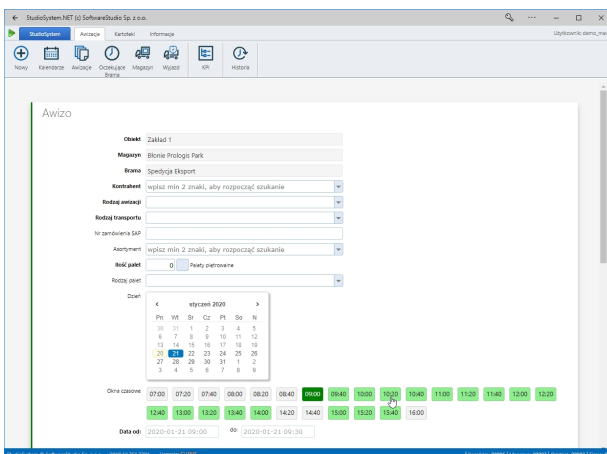 StudioSystem.NET (c) SoftwareStudio Sp. z o.o.
StudioSystem Awizacje Kartoteki Informacje
Użytkownik: demo_maw
Nowy Kalendarze Awizacje Oczekujące Brama Magazyn Wyjazd KPI Historia
Awizo
Obiekt Zakład 1
Magazyn Błonie Prologis Park
Brama Spedycja Eksport
Kontrahent wpisz min 2 znaki, aby rozpocząć szukanie
Rodzaj awizacji
Rodzaj transportu
Nr zamówienia SAP
Asortyment wpisz min 2 znaki, aby rozpocząć szukanie
Ilość palet 0 Palety piętrowalne
Rodzaj palet
Dzień
styczeń 2020
Pn Wt Śr Cz Pt So N
30 31 1 2 3 4 5
6 7 8 9 10 11 12
13 14 15 16 17 18 19
20 21 22 23 24 25 26
27 28 29 30 31 1 2
3 4 5 6 7 8 9
Okna czasowe 07:00 07:20 07:40 08:00 08:20 08:40 09:00 09:40 10:00 10:20 10:40 11:00 11:20 11:40 12:00 12:20
12:40 13:00 13:20 13:40 14:00 14:20 14:40 15:00 15:20 15:40 16:00
Data od: 2020-01-21 09:00 do: 2020-01-21 09:30